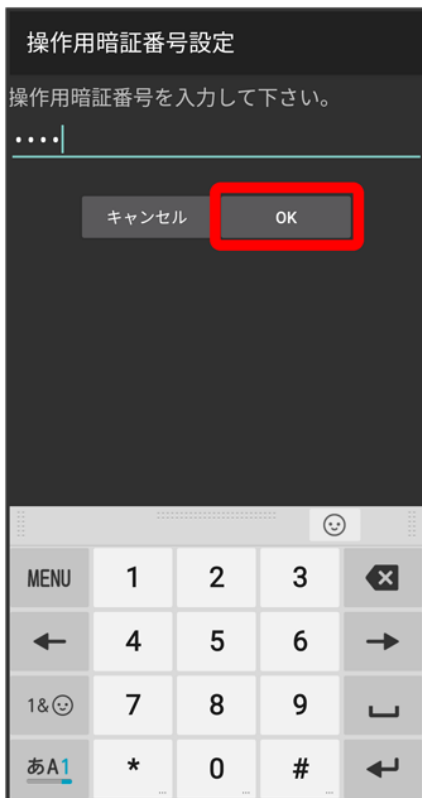 操作用暗証番号設定
操作用暗証番号を入力して下さい。
••••
キャンセル OK
MENU 1 2 3
4 5 6
1&☺ 7 8 9
あA1 * 0 #